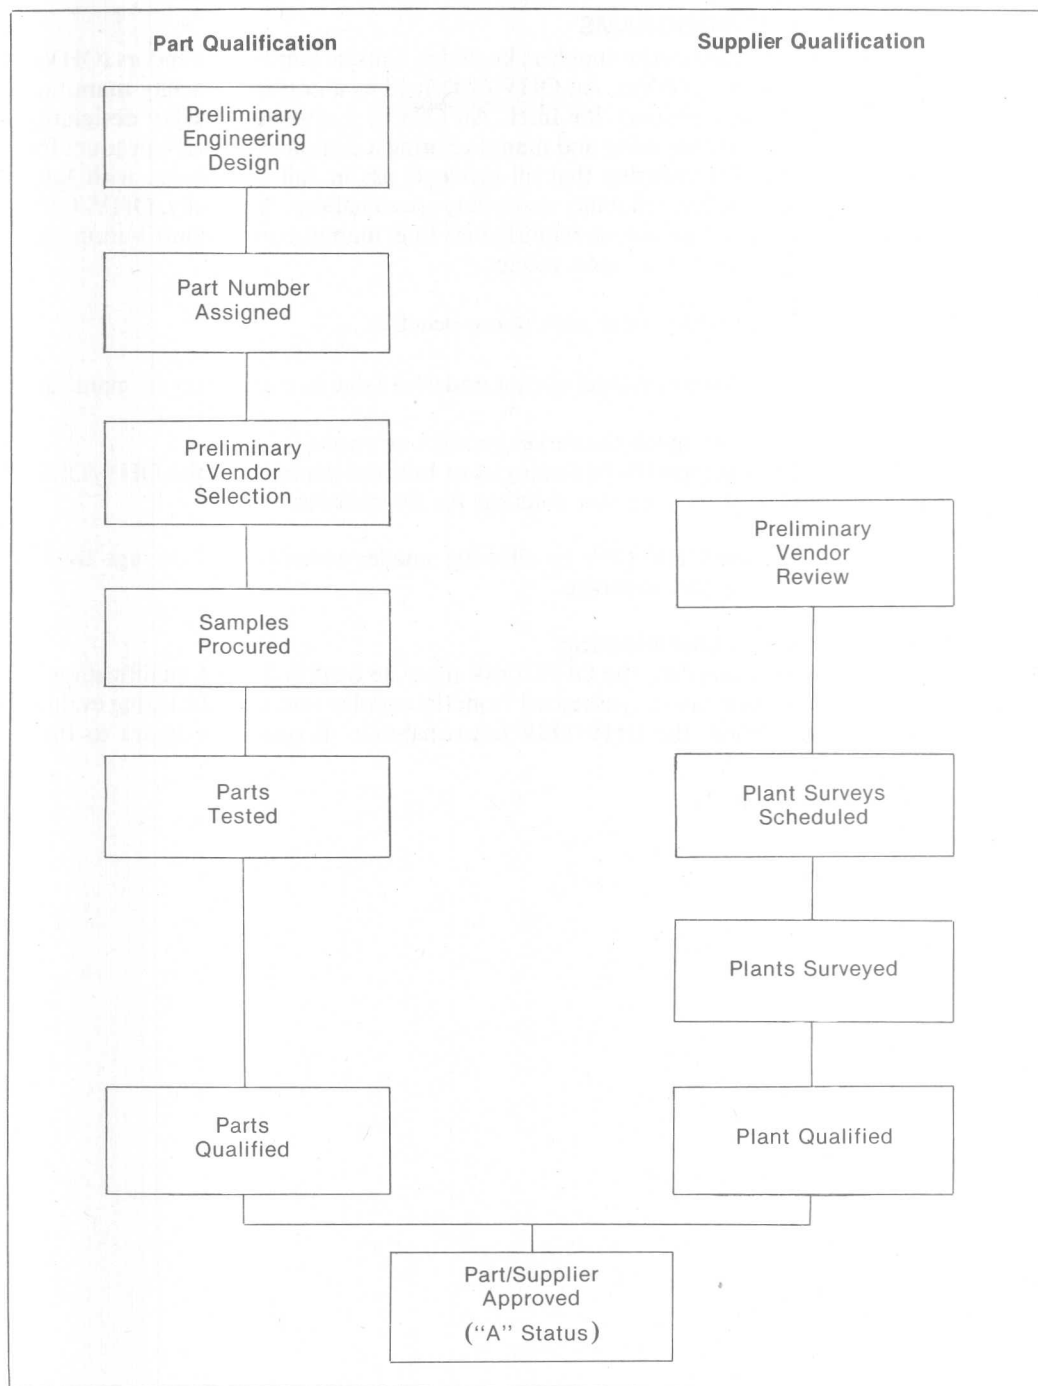 Part Qualification
Preliminary
Engineering
Design
Part Number
Assigned
Preliminary
Vendor
Selection
Samples
Procured
Parts
Tested
Parts
Qualified
Supplier Qualification
Preliminary
Vendor
Review
Plant Surveys
Scheduled
Plants Surveyed
Plant Qualified
Part/Supplier
Approved
(“A” Status)